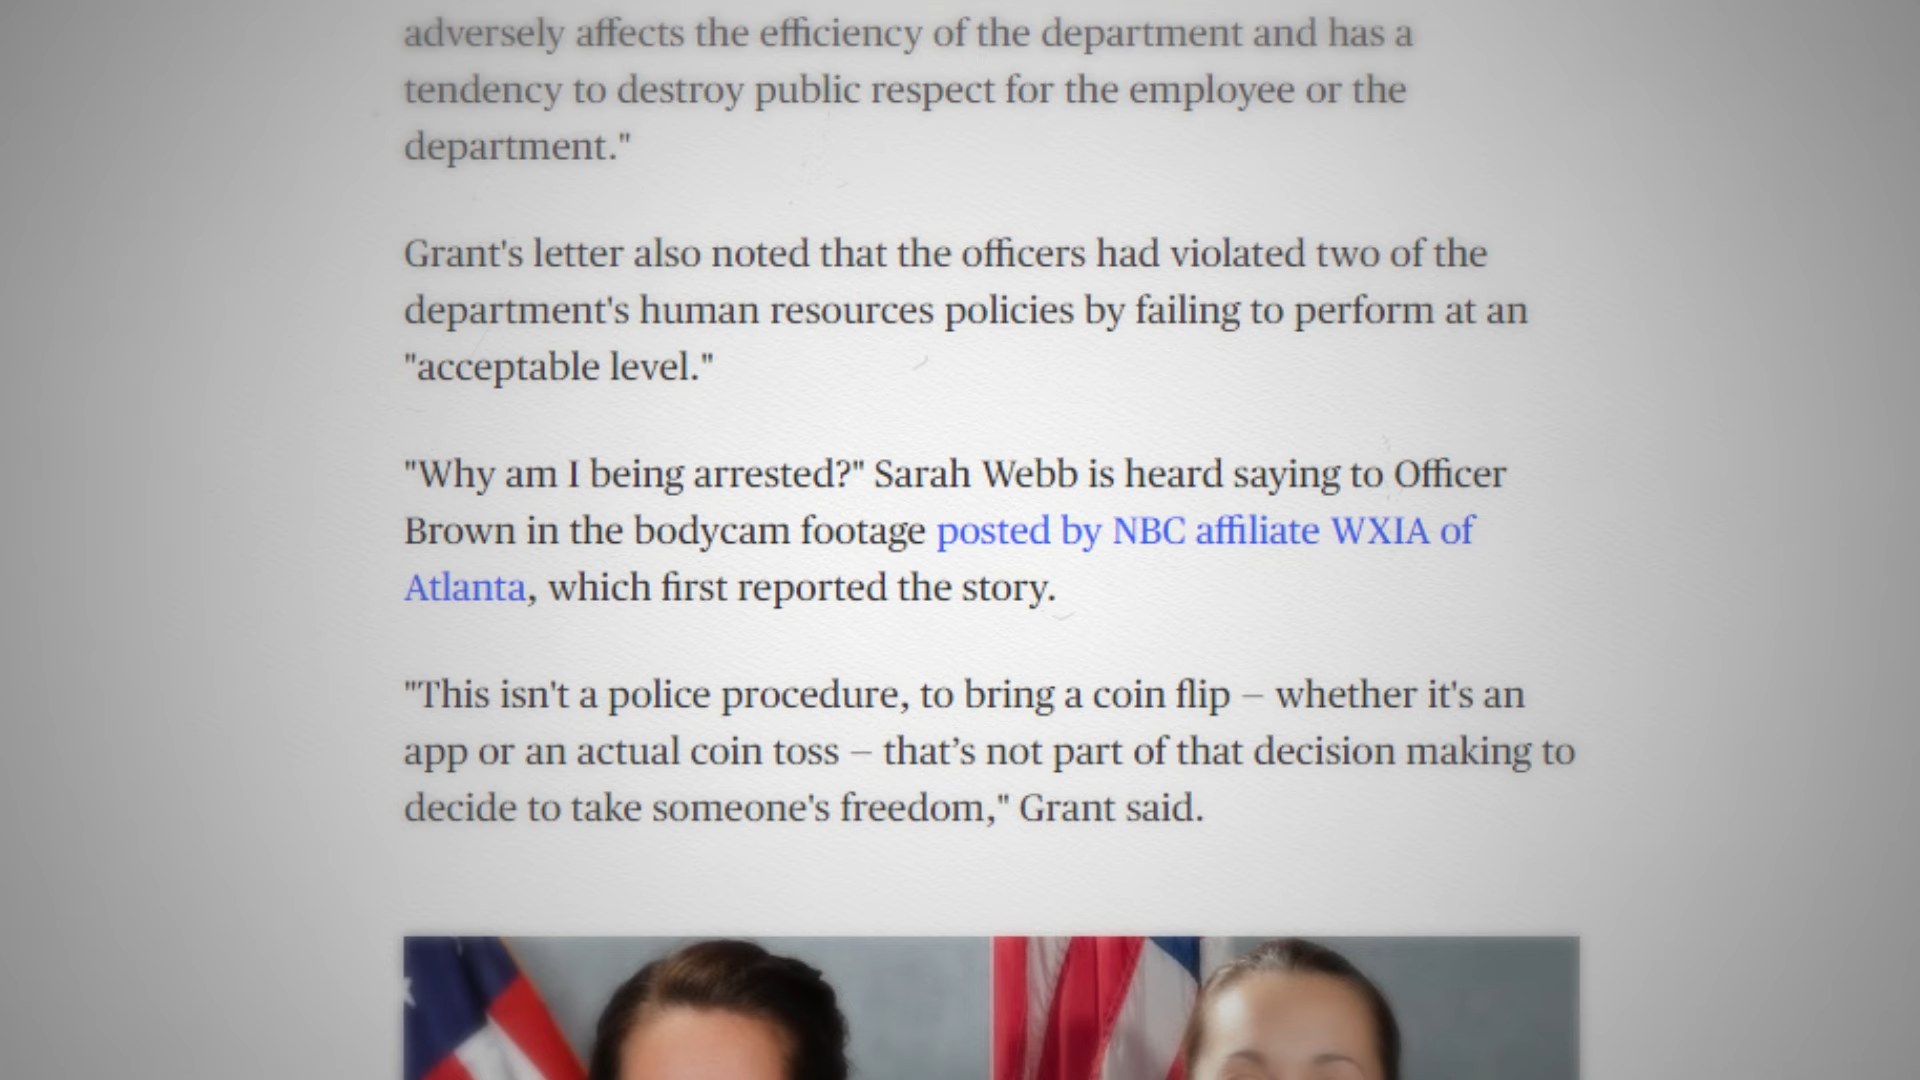 adversely affects the efficiency of the department and has a
tendency to destroy public respect for the employee or the
department."
Grant's letter also noted that the officers had violated two of the
department's human resources policies by failing to perform at an
"acceptable level."
"Why am I being arrested?" Sarah Webb is heard saying to Officer
Brown in the bodycam footage posted by NBC affiliate WXIA of
Atlanta, which first reported the story.
"This isn't a police procedure, to bring a coin flip – whether it's an
app or an actual coin toss – that’s not part of that decision making to
decide to take someone's freedom," Grant said.